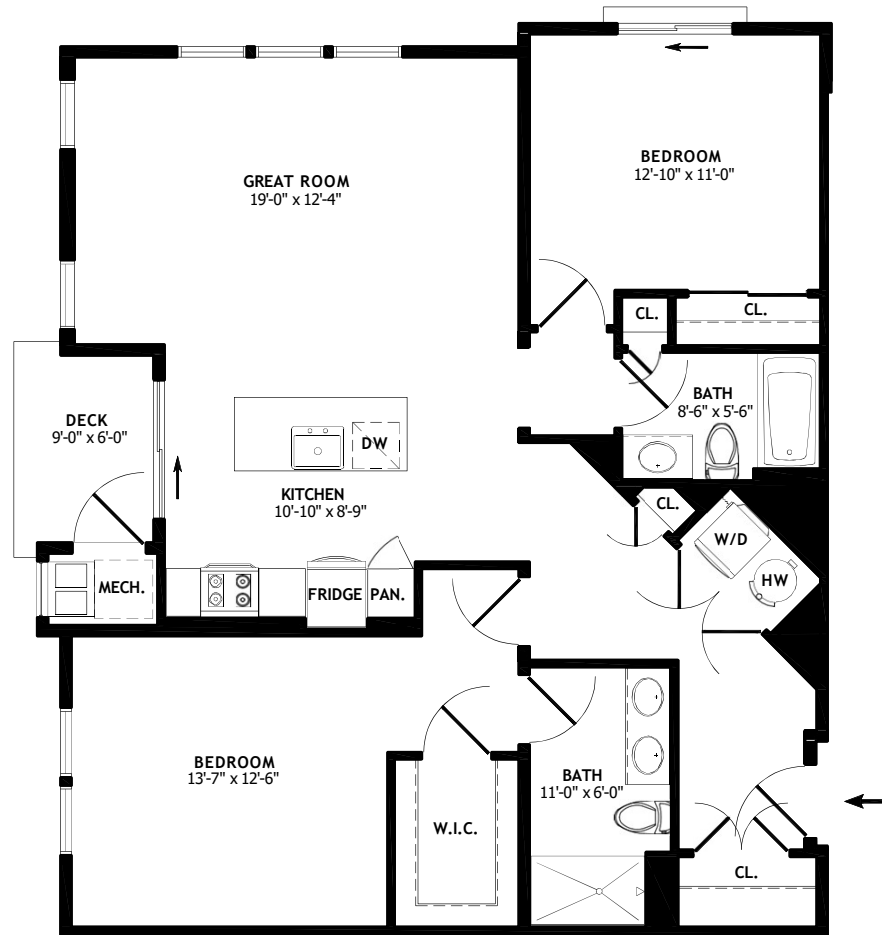 BEDROOM
12'-10" x 11'-0"
GREAT ROOM
19'-0" x 12'-4"
CL.
CL.
BATH
8'-6" x 5'-6"
DECK
9'-0" x 6'-0"
DW
KITCHEN
10'-10" x 8'-9"
CL.
W/D
HW
MECH.
FRIDGE
PAN.
BEDROOM
13'-7" x 12'-6"
BATH
11'-0" x 6'-0"
W.I.C.
CL.